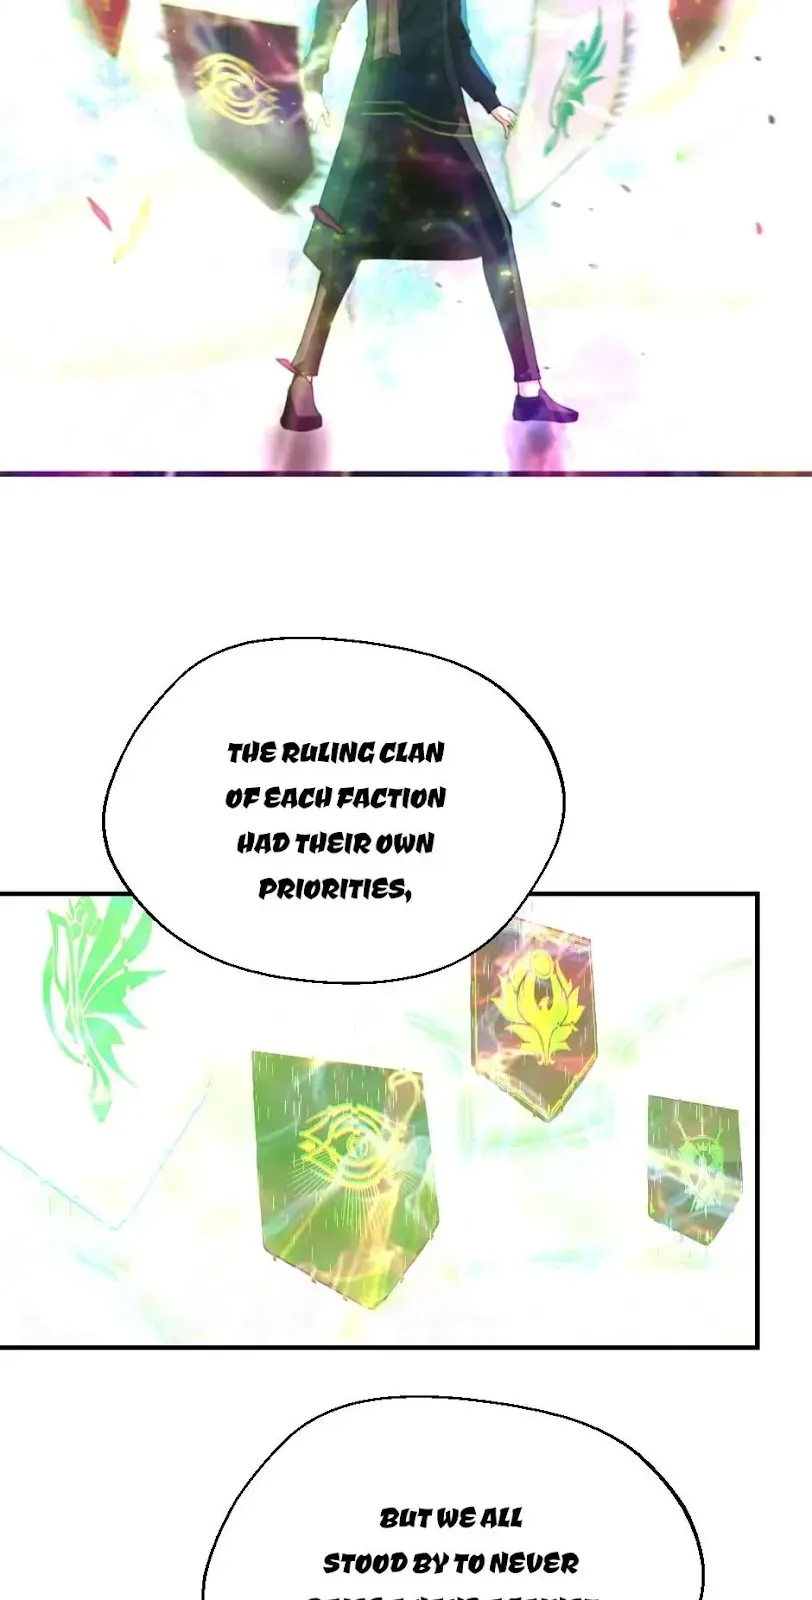 THE RULING CLAN
OF EACH FACTION
HAD THEIR OWN
PRIORITIES,
BUT WE ALL
STOOD BY TO NEVER